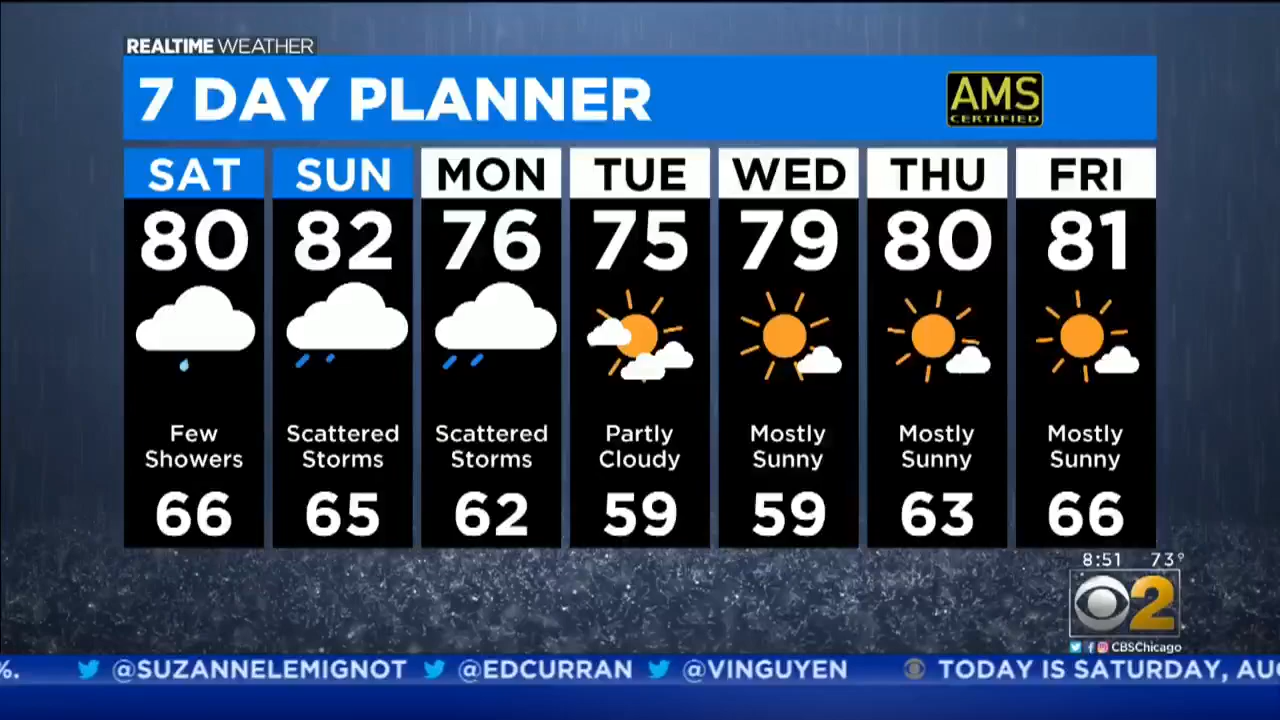 REALTIME WEATHER
7 DAY PLANNER
AMS
CERTIFIED
SAT SUN MON TUE WED THU FRI
80 82 76 75 79 80 81
Few Showers
Scattered Storms
Scattered Storms
Partly Cloudy
Mostly Sunny
Mostly Sunny
Mostly Sunny
66 65 62 59 59 63 66
8:51 73°
2
CBSChicago
%. @SUZANNELEMIGNOT @EDCURRAN @VINGUYEN TODAY IS SATURDAY, AUG